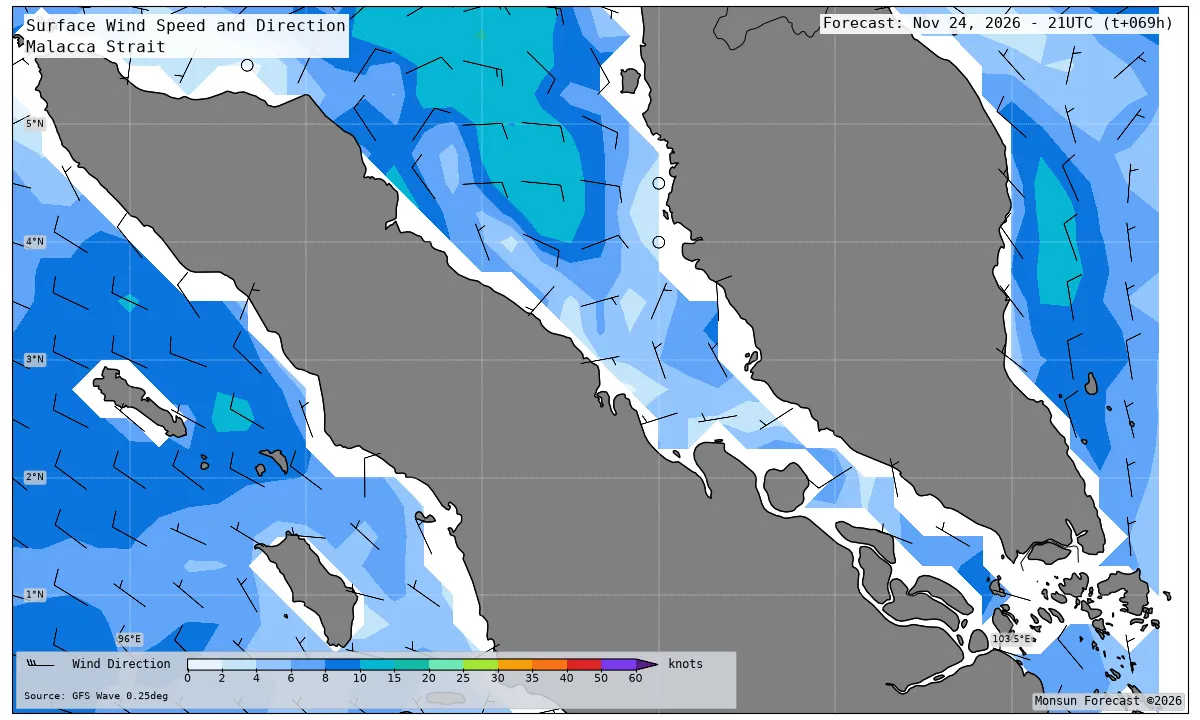 Surface Wind Speed and Direction
Malacca Strait
Forecast: Nov 24, 2026 - 21UTC (t+069h)
5°N
4°N
3°N
2°N
1°N
96°E
103.5°E
Wind Direction
0 2 4 6 8 10 12 15 20 25 30 35 40 50 60
knots
Source: GFS Wave 0.25deg
Monsun Forecast ©2026